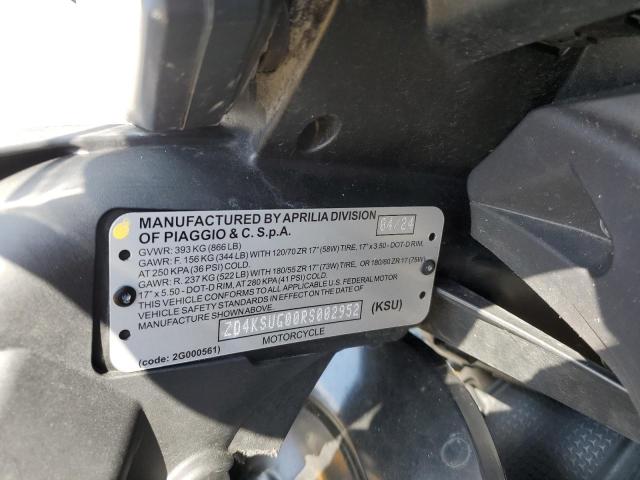 MANUFACTURED BY APRILIA DIVISION 04/24
OF PIAGGIO & C. S.p.A.
GVWR: 393 KG (866 LB)
GAWR: F. 156 KG (344 LB) WITH 120/70 ZR 17" (58W) TIRE, 17" x 3.50 - DOT-D RIM,
AT 250 KPA (36 PSI) COLD.
GAWR: R. 237 KG (522 LB) WITH 180/55 ZR 17" (73W) TIRE, OR 180/60 ZR 17 (75W)
17" x 5.50 - DOT-D RIM, AT 280 KPA (41 PSI) COLD.
THIS VEHICLE CONFORMS TO ALL APPLICABLE U.S. FEDERAL MOTOR
VEHICLE SAFETY STANDARDS IN EFFECT ON THE DATE OF
MANUFACTURE SHOWN ABOVE.
ZD4KSUG00RS002952 (KSU)
(code: 2G000561) MOTORCYCLE